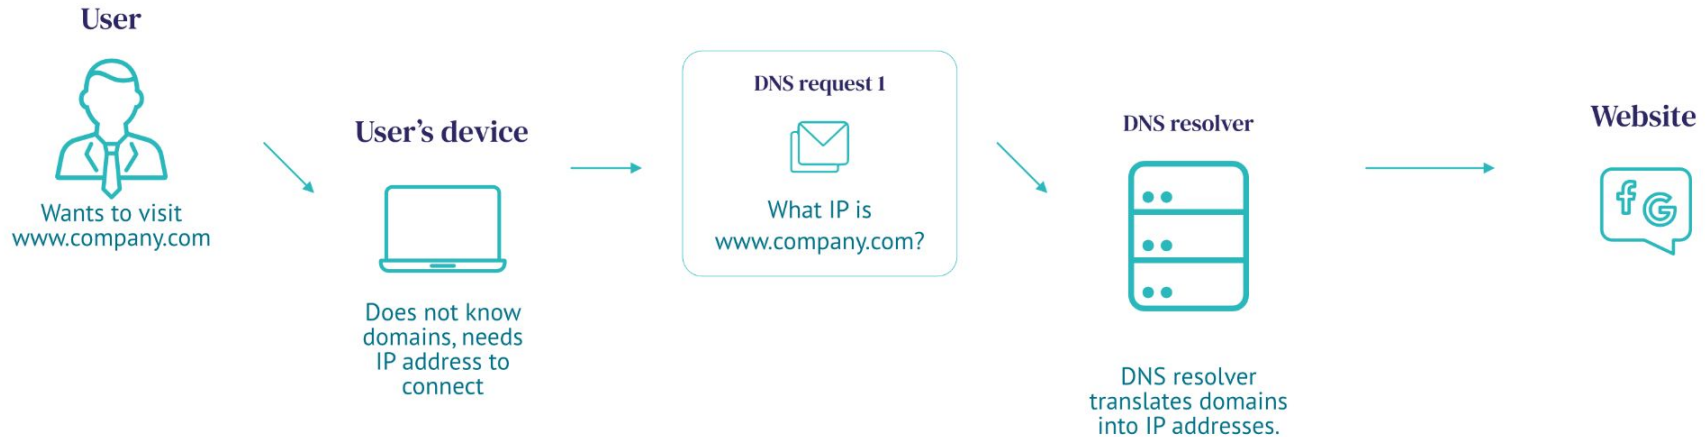 User
Wants to visit
www.company.com
User's device
Does not know
domains, needs
IP address to
connect
DNS request 1
What IP is
www.company.com?
DNS resolver
DNS resolver
translates domains
into IP addresses.
Website
f G